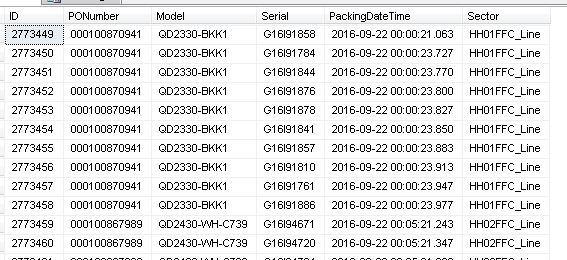 ID PONumber Model Serial PackingDateTime Sector
2773449 000100870941 QD2330-BKK1 G16I91858 2016-09-22 00:00:21.063 HH01FFC_Line
2773450 000100870941 QD2330-BKK1 G16I91784 2016-09-22 00:00:23.727 HH01FFC_Line
2773451 000100870941 QD2330-BKK1 G16I91844 2016-09-22 00:00:23.770 HH01FFC_Line
2773452 000100870941 QD2330-BKK1 G16I91876 2016-09-22 00:00:23.800 HH01FFC_Line
2773453 000100870941 QD2330-BKK1 G16I91878 2016-09-22 00:00:23.827 HH01FFC_Line
2773454 000100870941 QD2330-BKK1 G16I91841 2016-09-22 00:00:23.850 HH01FFC_Line
2773455 000100870941 QD2330-BKK1 G16I91857 2016-09-22 00:00:23.883 HH01FFC_Line
2773456 000100870941 QD2330-BKK1 G16I91810 2016-09-22 00:00:23.913 HH01FFC_Line
2773457 000100870941 QD2330-BKK1 G16I91761 2016-09-22 00:00:23.947 HH01FFC_Line
2773458 000100870941 QD2330-BKK1 G16I91886 2016-09-22 00:00:23.977 HH01FFC_Line
2773459 000100867989 QD2430-WH-C739 G16I94671 2016-09-22 00:05:21.243 HH02FFC_Line
2773460 000100867989 QD2430-WH-C739 G16I94720 2016-09-22 00:05:21.347 HH02FFC_Line